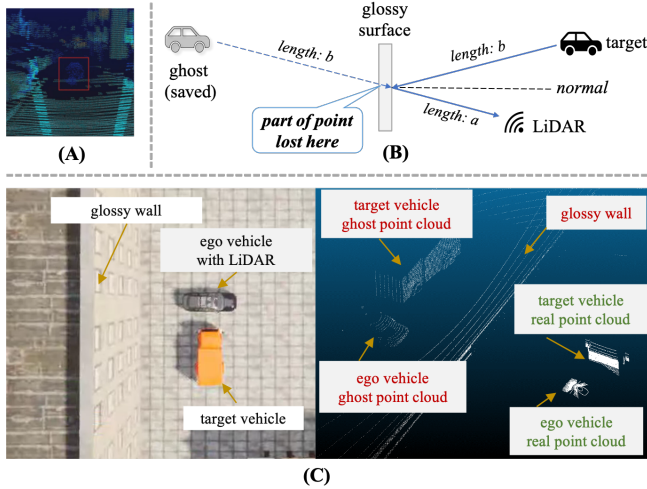 (A)
glossy
surface
ghost
(saved)
length: b
length: b
target
normal
length: a
LiDAR
part of point
lost here
(B)
glossy wall
ego vehicle
with LiDAR
target vehicle
target vehicle
ghost point cloud
glossy wall
target vehicle
real point cloud
ego vehicle
ghost point cloud
ego vehicle
real point cloud
(C)